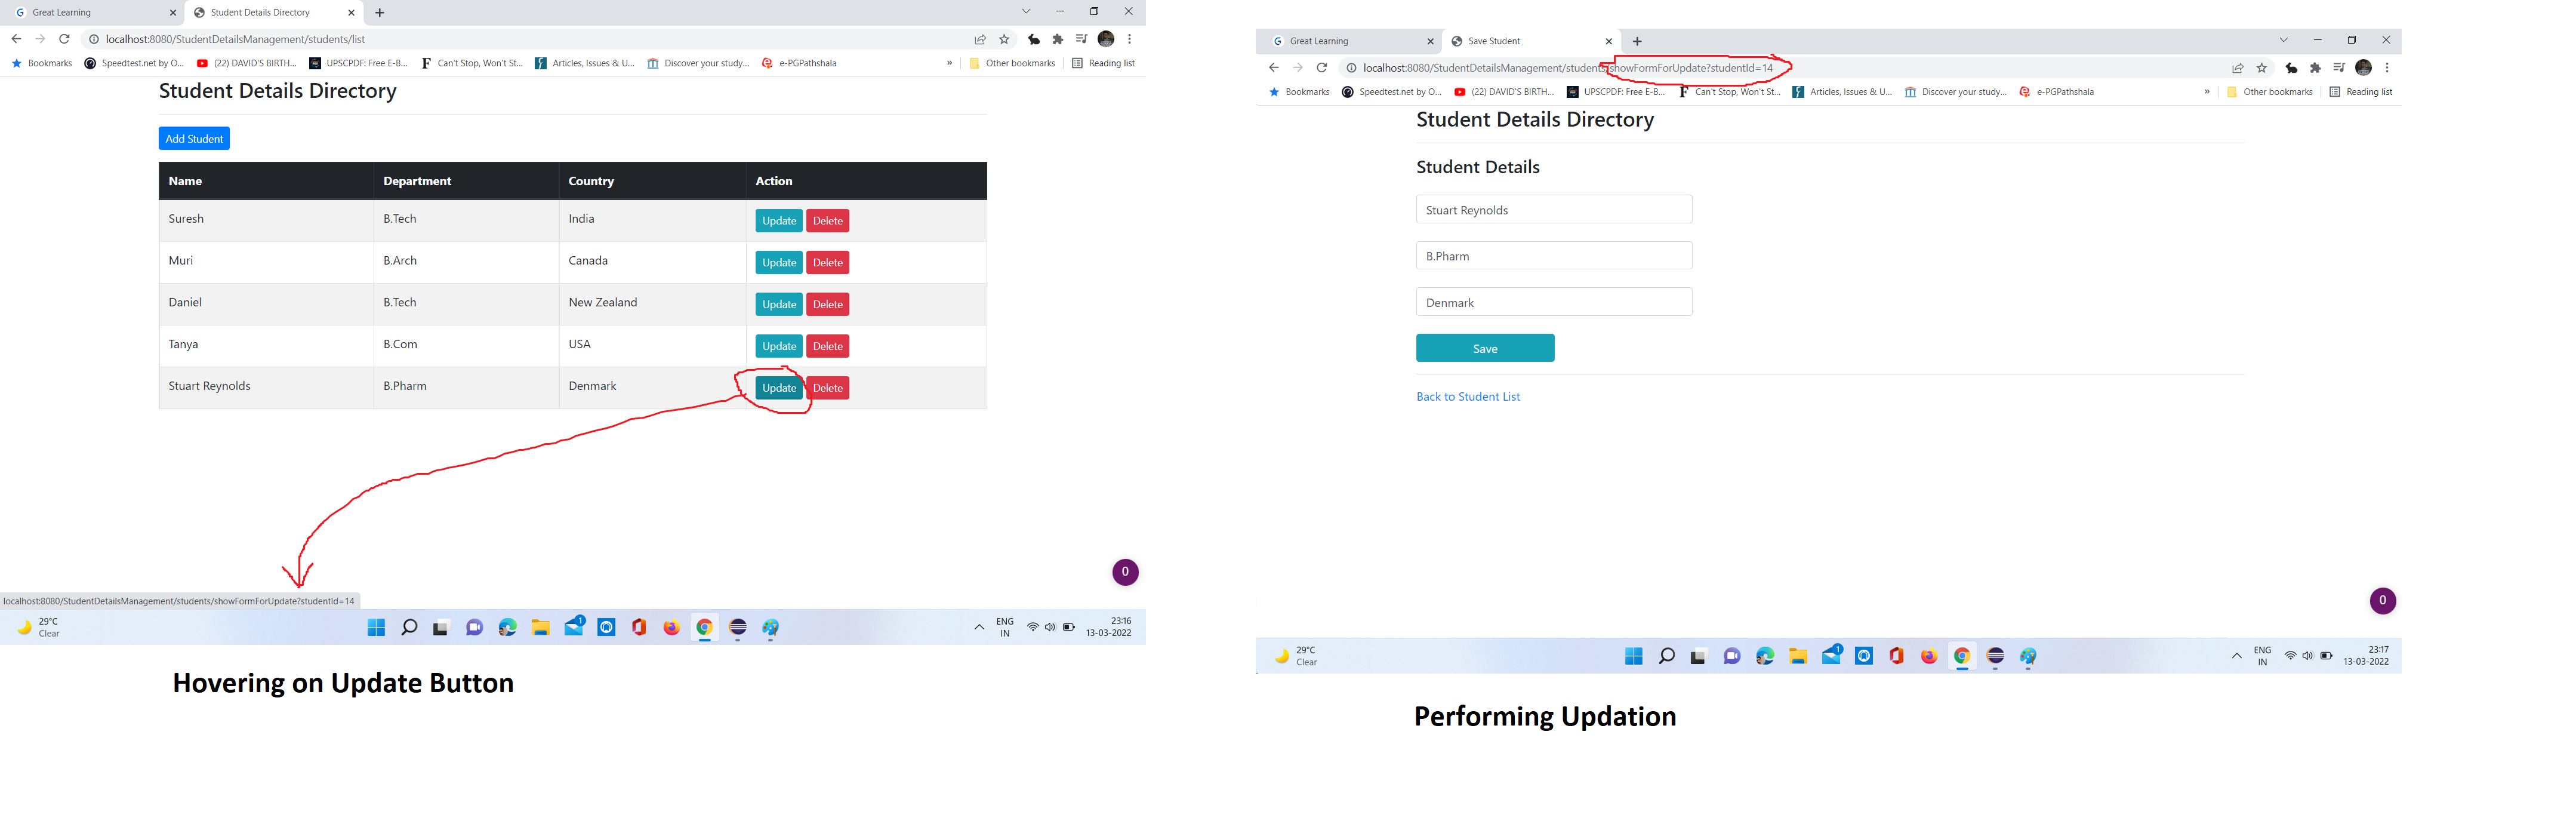 Great Learning
Student Details Directory
localhost:8080/StudentDetailsManagement/students/list
Bookmarks Speedtest.net by O... (22) DAVID'S BIRTH... UPSCPDF: Free E-B... Can't Stop, Won't St... Articles, Issues & U... Discover your study... e-PGPathshala » Other bookmarks Reading list
Student Details Directory
Add Student
Name Department Country Action
Suresh B.Tech India Update Delete
Muri B.Arch Canada Update Delete
Daniel B.Tech New Zealand Update Delete
Tanya B.Com USA Update Delete
Stuart Reynolds B.Pharm Denmark Update Delete
0
localhost:8080/StudentDetailsManagement/students/showFormForUpdate?studentId=14
29°C
Clear
1
ENG
IN
23:16
13-03-2022
Hovering on Update Button
Great Learning
Save Student
localhost:8080/StudentDetailsManagement/students/showFormForUpdate?studentId=14
Bookmarks Speedtest.net by O... (22) DAVID'S BIRTH... UPSCPDF: Free E-B... Can't Stop, Won't St... Articles, Issues & U... Discover your study... e-PGPathshala » Other bookmarks Reading list
Student Details Directory
Student Details
Stuart Reynolds
B.Pharm
Denmark
Save
Back to Student List
0
29°C
Clear
1
ENG
IN
23:17
13-03-2022
Performing Updation